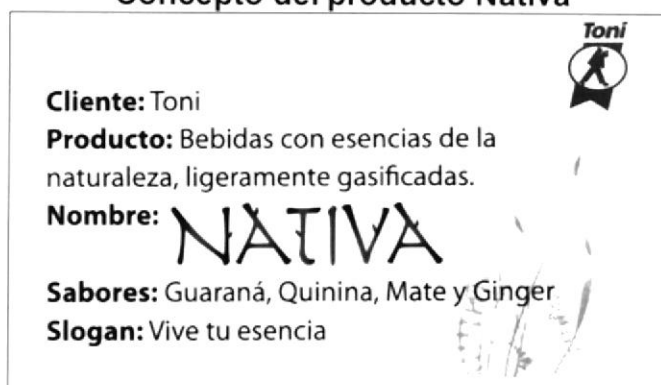 Concepto del producto Nativa
Toni
Cliente: Toni
Producto: Bebidas con esencias de la
naturaleza, ligeramente gasificadas.
Nombre: NATIVA
Sabores: Guaraná, Quinina, Mate y Ginger
Slogan: Vive tu esencia